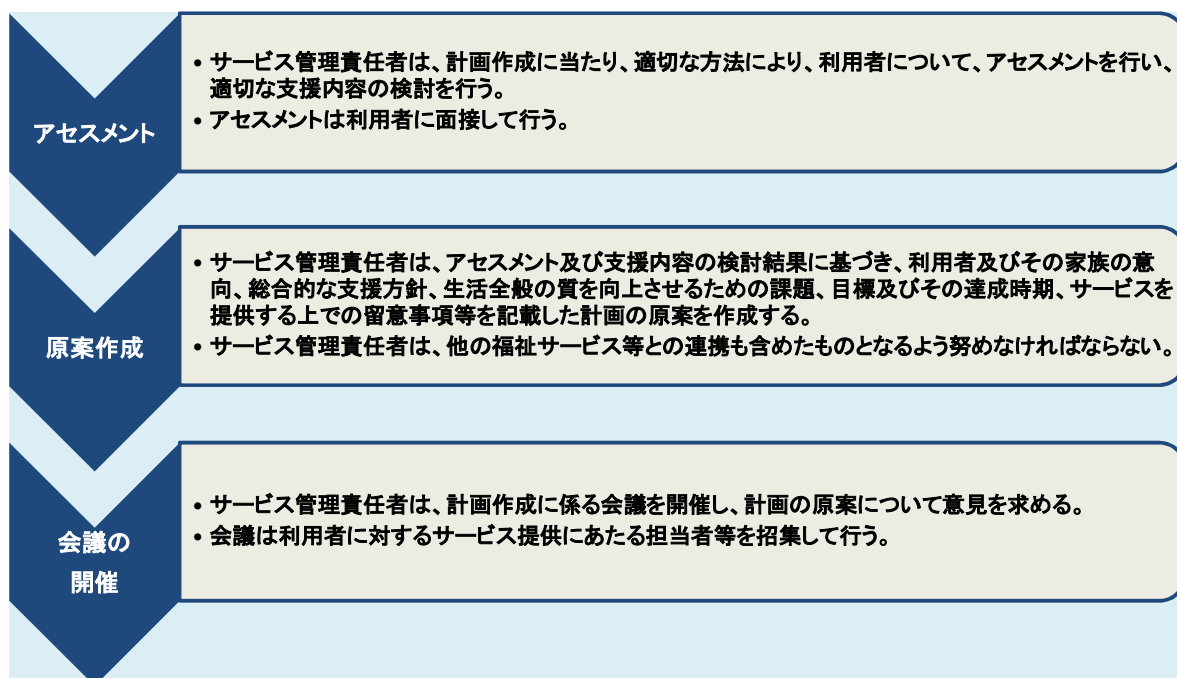 アセスメント
• サービス管理責任者は、計画作成に当たり、適切な方法により、利用者について、アセスメントを行い、
適切な支援内容の検討を行う。
• アセスメントは利用者に面接して行う。
原案作成
• サービス管理責任者は、アセスメント及び支援内容の検討結果に基づき、利用者及びその家族の意
向、総合的な支援方針、生活全般の質を向上させるための課題、目標及びその達成時期、サービスを
提供する上での留意事項等を記載した計画の原案を作成する。
• サービス管理責任者は、他の福祉サービス等との連携も含めたものとなるよう努めなければならない。
会議の
開催
• サービス管理責任者は、計画作成に係る会議を開催し、計画の原案について意見を求める。
• 会議は利用者に対するサービス提供にあたる担当者等を招集して行う。